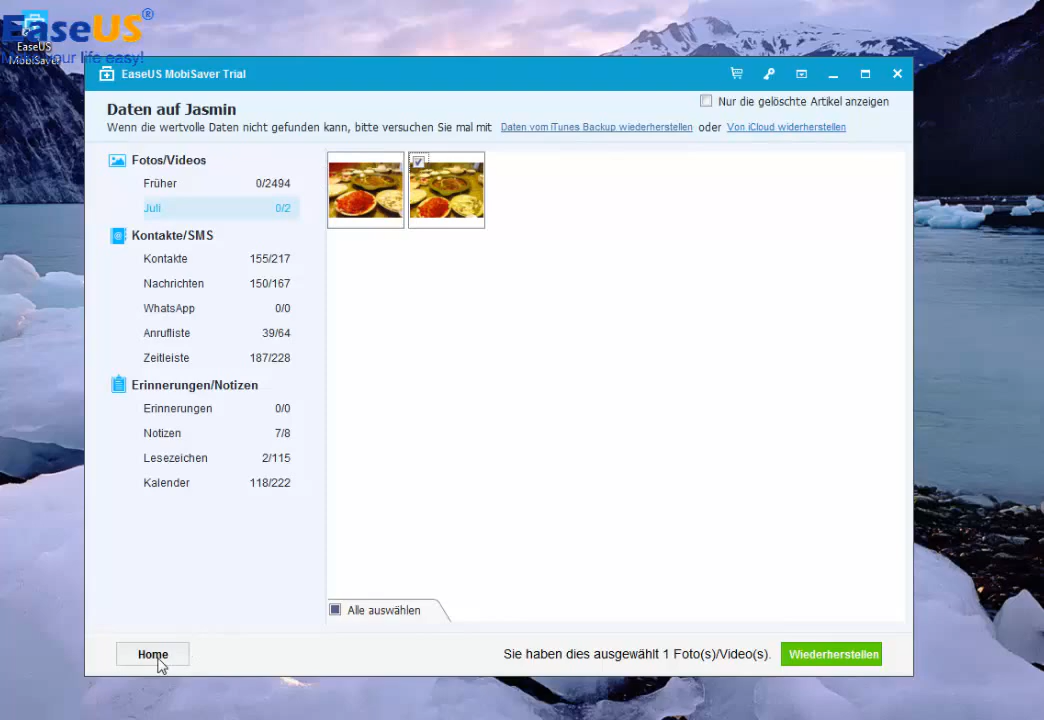 EaseUS®
Make your life easy!
EaseUS
MobiSaver
EaseUS MobiSaver Trial
Daten auf Jasmin
Nur die gelöschte Artikel anzeigen
Wenn die wertvolle Daten nicht gefunden kann, bitte versuchen Sie mal mit Daten vom iTunes Backup wiederherstellen oder Von iCloud widerherstellen
Fotos/Videos
Früher 0/2494
Juli 0/2
Kontakte/SMS
Kontakte 155/217
Nachrichten 150/167
WhatsApp 0/0
Anrufliste 39/64
Zeitleiste 187/228
Erinnerungen/Notizen
Erinnerungen 0/0
Notizen 7/8
Lesezeichen 2/115
Kalender 118/222
Alle auswählen
Home
Sie haben dies ausgewählt 1 Foto(s)/Video(s).
Wiederherstellen